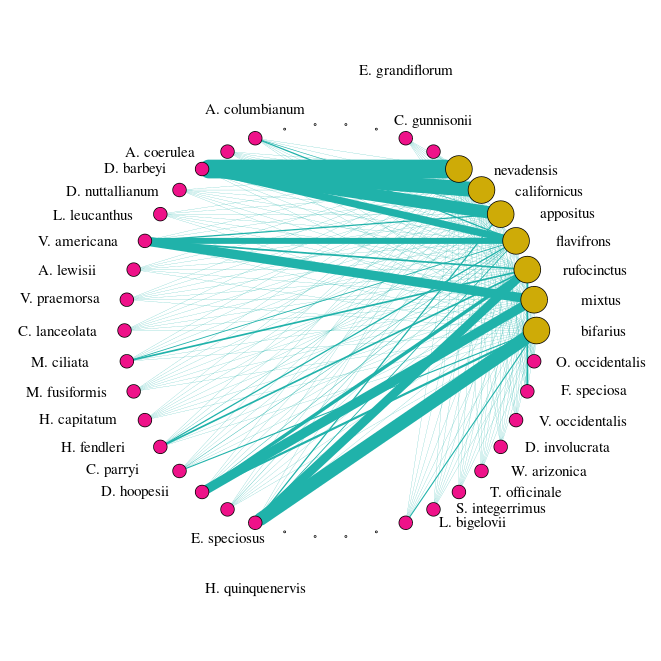 E. grandiflorum
A. columbianum
C. gunnisonii
A. coerulea
D. barbeyi
nevadensis
D. nuttallianum
californicus
L. leucanthus
appositus
V. americana
flavifrons
A. lewisii
rufocinctus
V. praemorsa
mixtus
C. lanceolata
bifarius
M. ciliata
O. occidentalis
M. fusiformis
F. speciosa
H. capitatum
V. occidentalis
H. fendleri
D. involucrata
C. parryi
W. arizonica
D. hoopesii
T. officinale
S. integerrimus
L. bigelovii
E. speciosus
H. quinquenervis